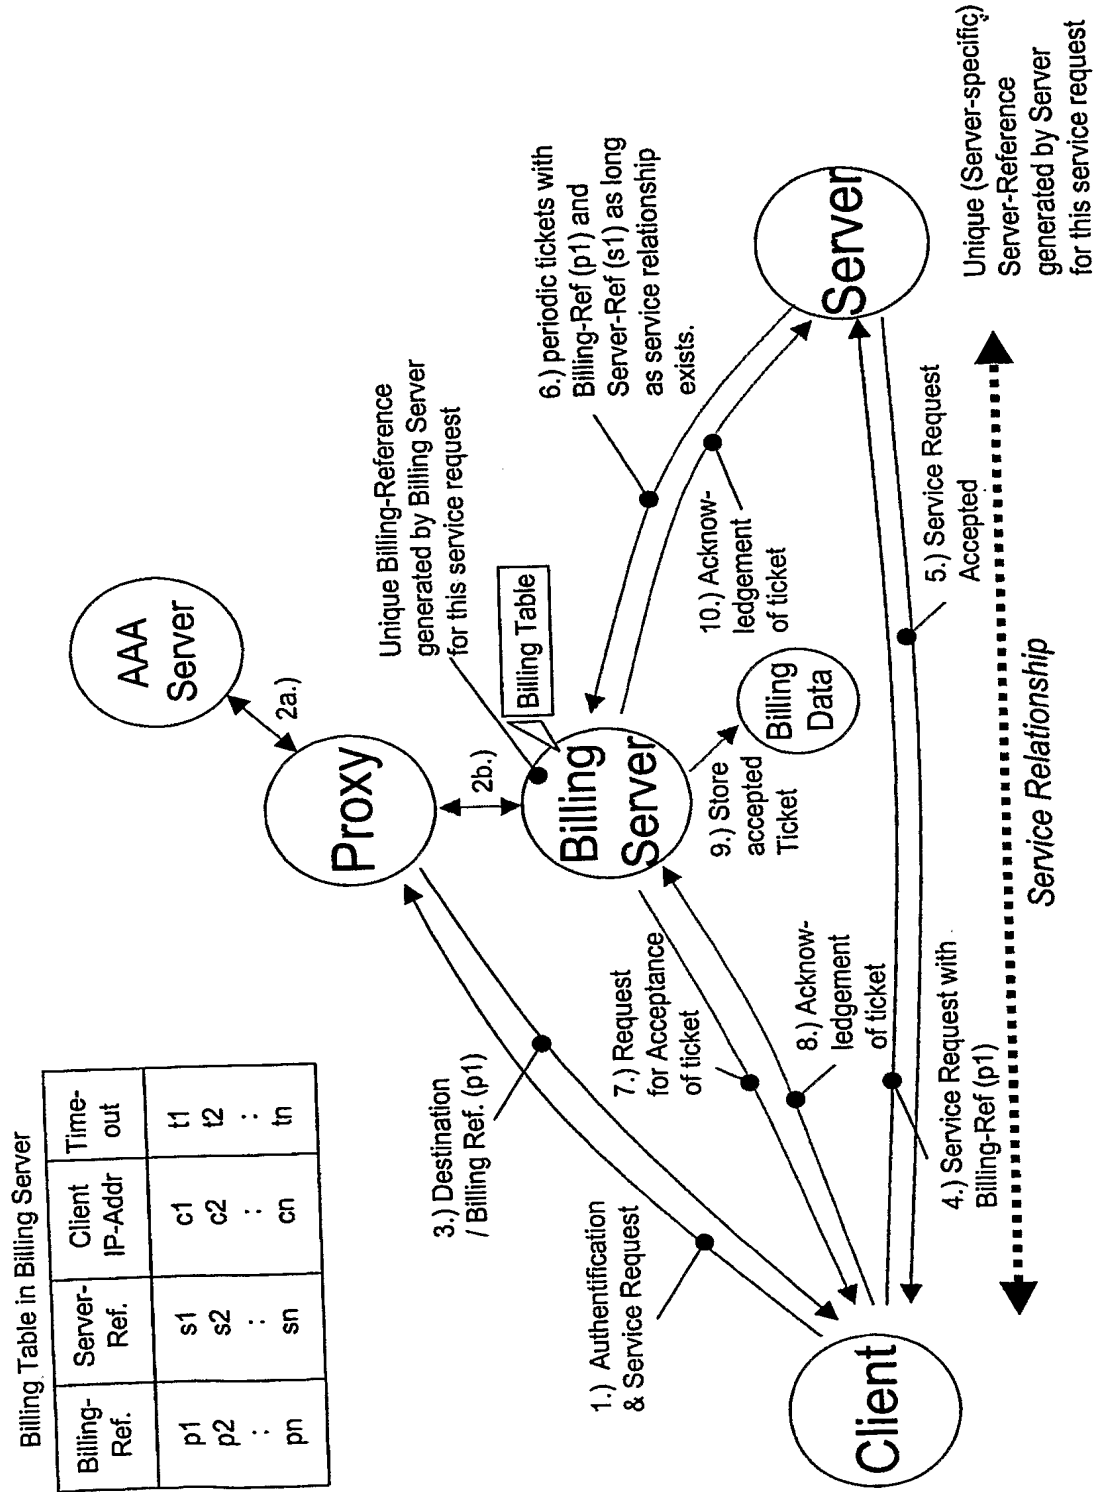 Billing Table in Billing Server
Billing-
Ref.
Server-
Ref.
Client
IP-Addr
Time-
out
p1 s1 c1 t1
p2 s2 c2 t2
: : : :
pn sn cn tn
AAA
Server
2a.)
Proxy
2b.)
Unique Billing-Reference
generated by Billing Server
for this service request
Billing Table
Billing
Server
9.) Store
accepted
Ticket
Billing
Data
3.) Destination
/ Billing Ref. (p1)
1.) Authentification
& Service Request
7.) Request
for Acceptance
of ticket
8.) Acknow-
ledgement
of ticket
6.) periodic tickets with
Billing-Ref (p1) and
Server-Ref (s1) as long
as service relationship
exists.
10.) Acknow-
ledgement
of ticket
Server
Unique (Server-specific)
Server-Reference
generated by Server
for this service request
Client
4.) Service Request with
Billing-Ref (p1)
5.) Service Request
Accepted
Service Relationship